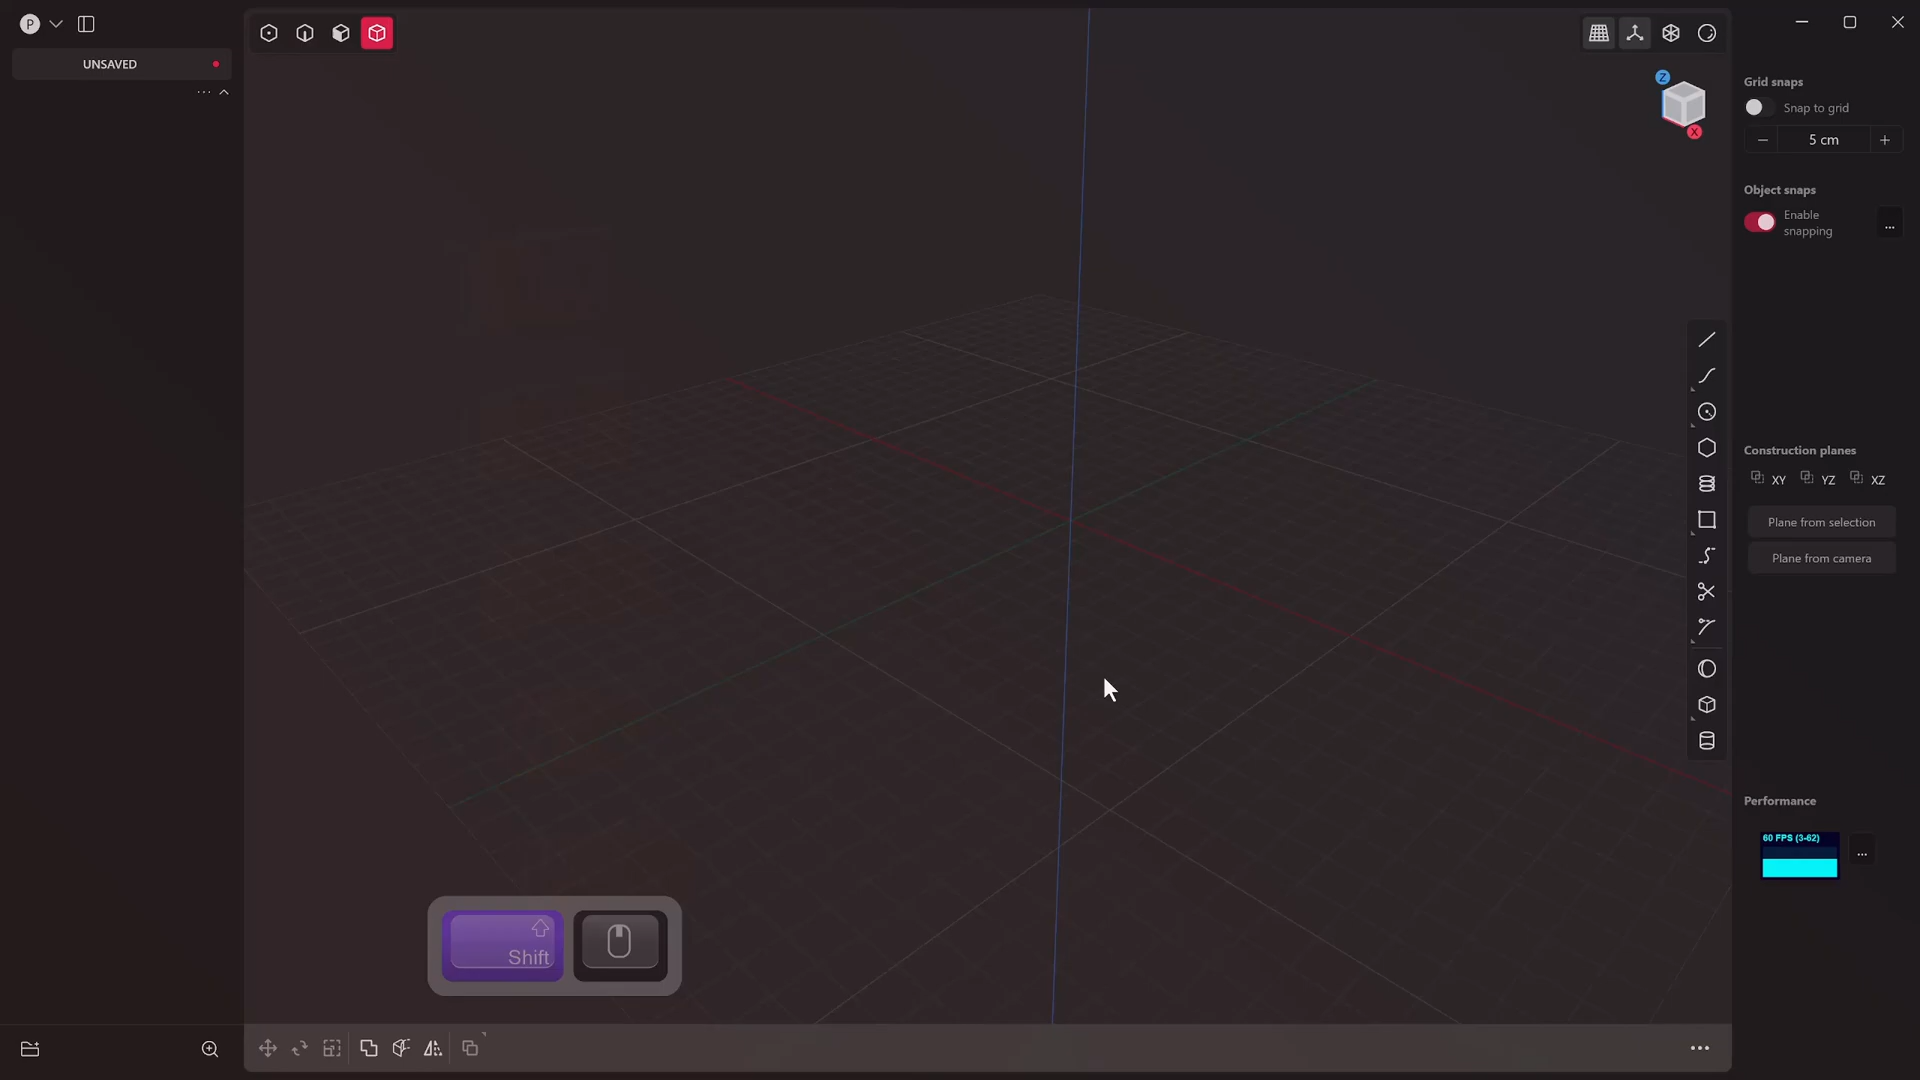 P
UNSAVED
Z
X
Grid snaps
Snap to grid
5 cm
Object snaps
Enable
snapping
...
Construction planes
XY YZ XZ
Plane from selection
Plane from camera
Performance
60 FPS (3-62)
...
Shift